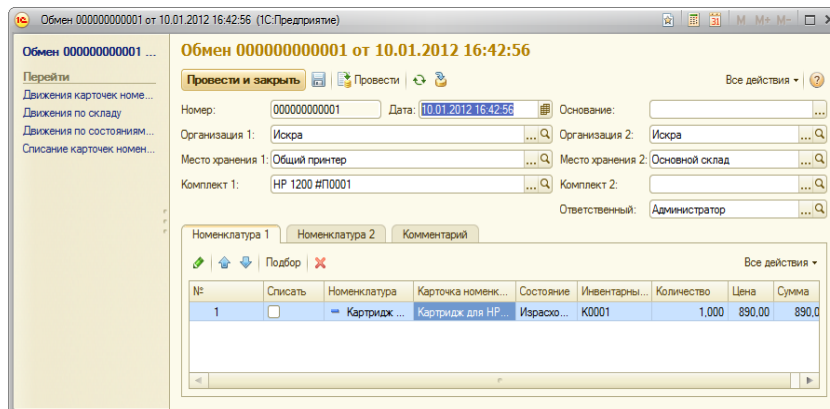 Обмен 000000000001 от 10.01.2012 16:42:56 (1С:Предприятие)
M M+ M-
Обмен 000000000001 ...
Перейти
Движения карточек номе...
Движения по складу
Движения по состояниям...
Списание карточек номен...
Обмен 000000000001 от 10.01.2012 16:42:56
Провести и закрыть Провести Все действия
Номер: 000000000001 Дата: 10.01.2012 16:42:56 Основание: ...
Организация 1: Искра ... Организация 2: Искра ...
Место хранения 1: Общий принтер ... Место хранения 2: Основной склад ...
Комплект 1: HP 1200 #П0001 ... Комплект 2: ...
Ответственный: Администратор ...
Номенклатура 1 Номенклатура 2 Комментарий
Подбор Все действия
№ Списать Номенклатура Карточка номенк... Состояние Инвентарны... Количество Цена Сумма
1 Картридж ... Картридж для HP... Израсхо... К0001 1,000 890,00 890,0